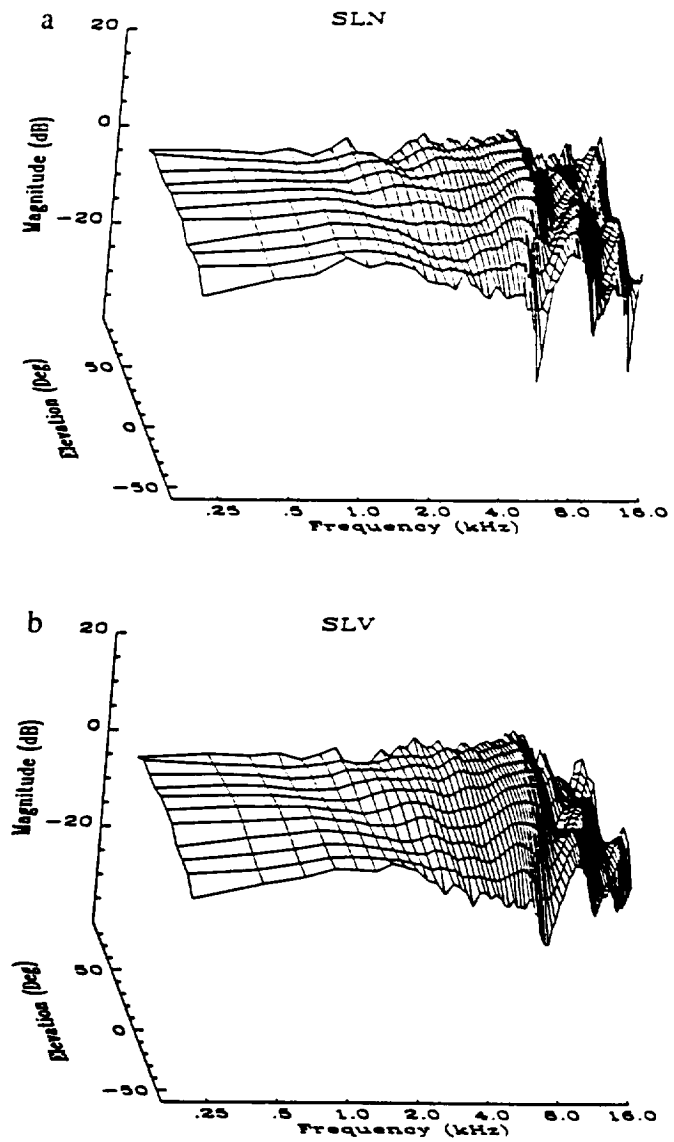 a
SLN
20
0
-20
Magnitude (dB)
50
0
-50
Elevation (Deg)
.25 .5 1.0 2.0 4.0 8.0 16.0
Frequency (kHz)
b
SLV
20
0
-20
Magnitude (dB)
50
0
-50
Elevation (Deg)
.25 .5 1.0 2.0 4.0 8.0 16.0
Frequency (kHz)